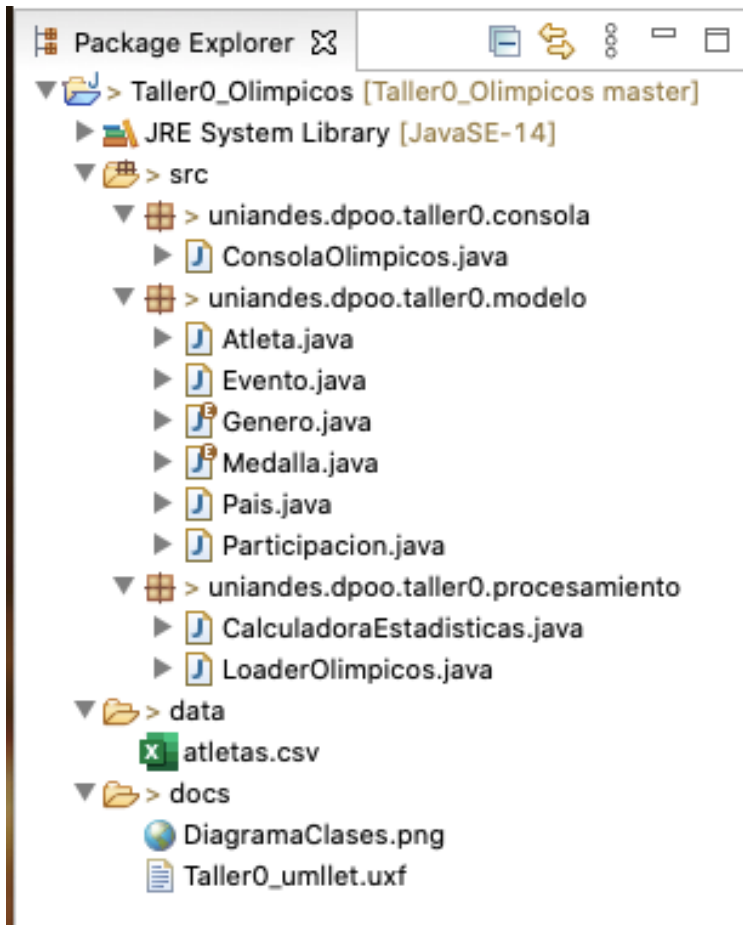 Package Explorer
> Taller0_Olimpicos [Taller0_Olimpicos master]
JRE System Library [JavaSE-14]
> src
> uniandes.dpoo.taller0.consola
ConsolaOlimpicos.java
> uniandes.dpoo.taller0.modelo
Atleta.java
Evento.java
Genero.java
Medalla.java
Pais.java
Participacion.java
> uniandes.dpoo.taller0.procesamiento
CalculadoraEstadisticas.java
LoaderOlimpicos.java
> data
atletas.csv
> docs
DiagramaClases.png
Taller0_umllet.uxf